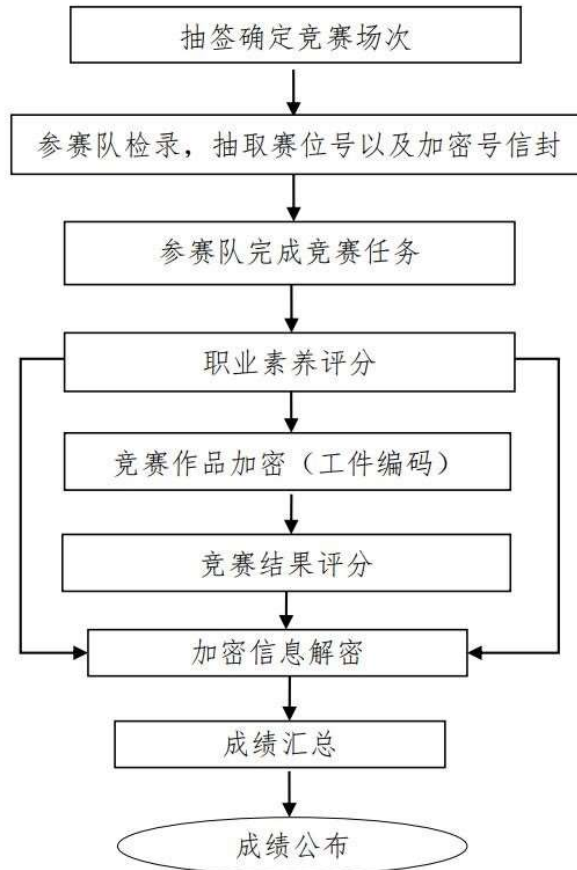 抽签确定竞赛场次
参赛队检录，抽取赛位号以及加密号信封
参赛队完成竞赛任务
职业素养评分
竞赛作品加密（工件编码）
竞赛结果评分
加密信息解密
成绩汇总
成绩公布